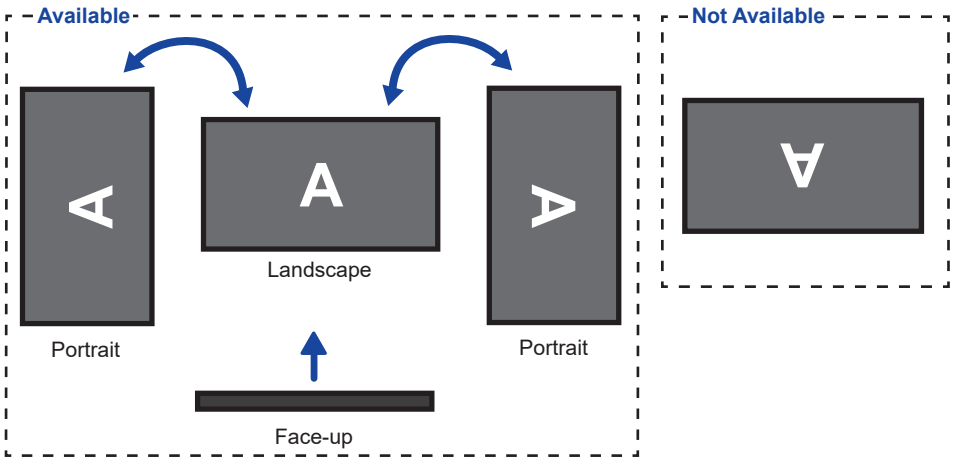 Available
Not Available
A
A
A
A
Landscape
Portrait
Portrait
Face-up